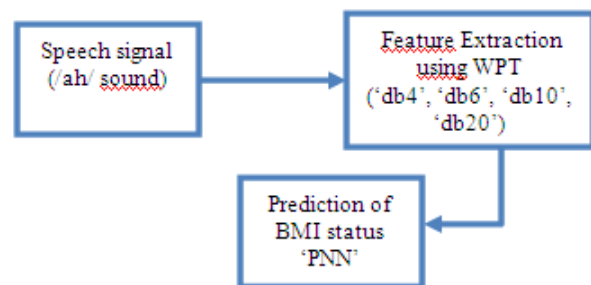 Speech signal
(/ah/ sound)
Feature Extraction
using WPT
(‘db4’, ‘db6’, ‘db10’,
‘db20’)
Prediction of
BMI status
‘PNN’